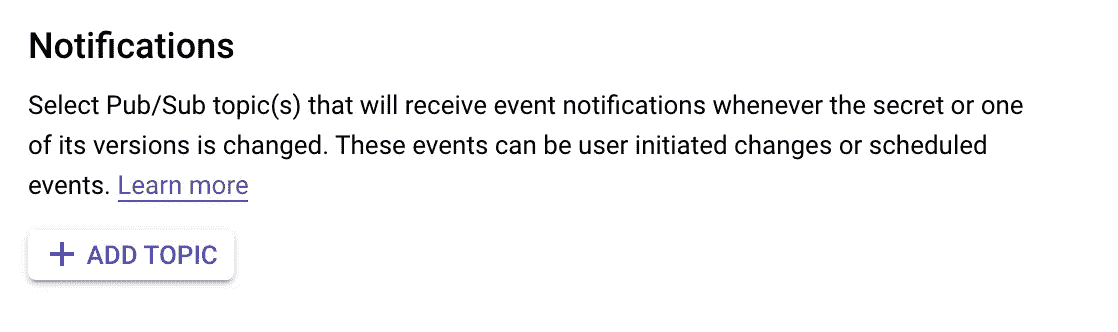 Notifications
Select Pub/Sub topic(s) that will receive event notifications whenever the secret or one
of its versions is changed. These events can be user initiated changes or scheduled
events. Learn more
+ ADD TOPIC